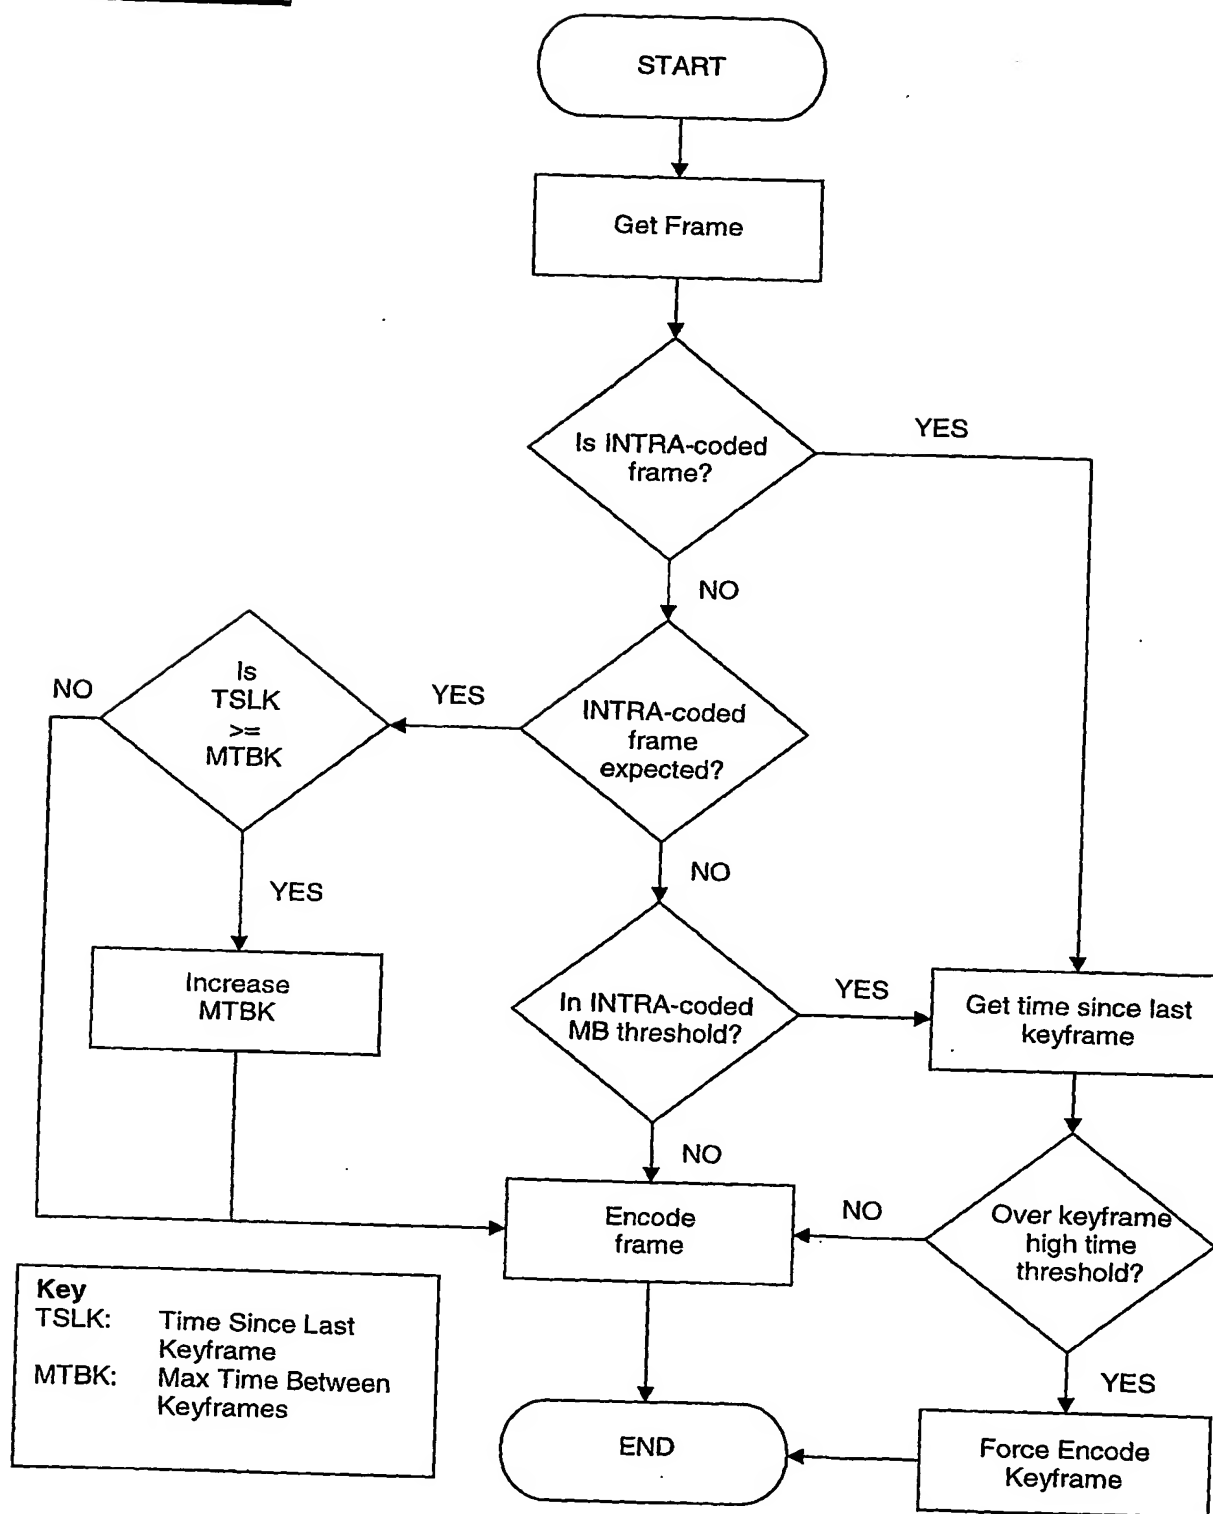 START
Get Frame
Is INTRA-coded
frame?
YES
NO
INTRA-coded
frame
expected?
YES
Is
TSLK
>=
MTBK
NO
YES
Increase
MTBK
NO
In INTRA-coded
MB threshold?
YES
Get time since last
keyframe
NO
Encode
frame
NO
Over keyframe
high time
threshold?
YES
Force Encode
Keyframe
END
Key
TSLK: Time Since Last
Keyframe
MTBK: Max Time Between
Keyframes